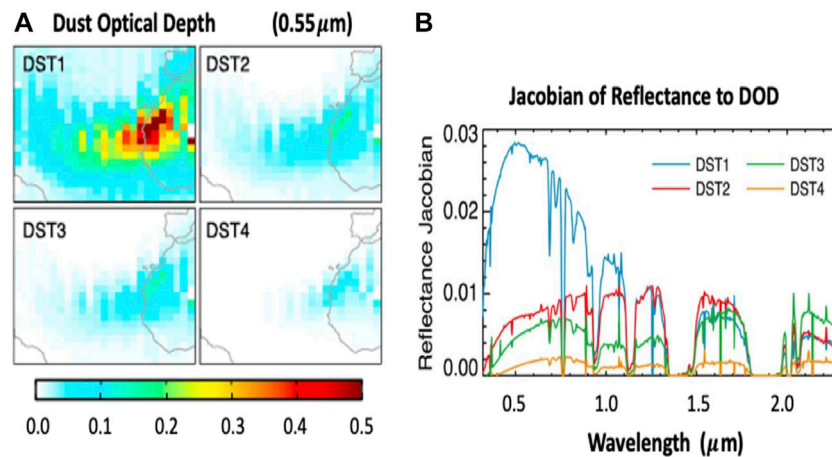 A Dust Optical Depth (0.55μm)
DST1 DST2
DST3 DST4
0.0 0.1 0.2 0.3 0.4 0.5
B
Jacobian of Reflectance to DOD
Reflectance Jacobian
0.03
0.02
0.01
0.00
DST1 DST3
DST2 DST4
0.5 1.0 1.5 2.0
Wavelength (μm)